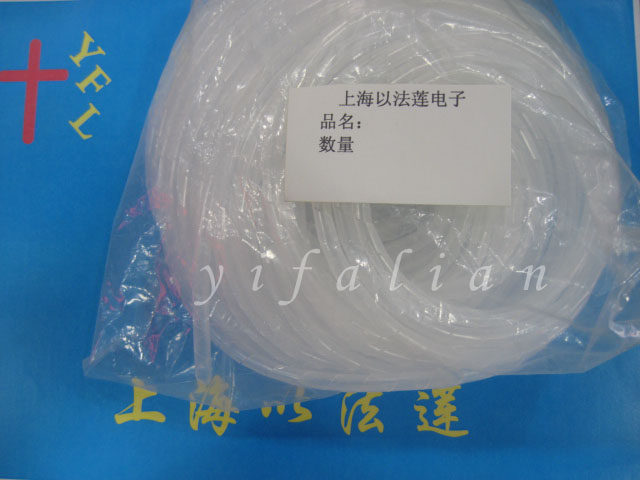 YFL
上海以法莲电子
品名：
数量
yifalian
上海以法莲